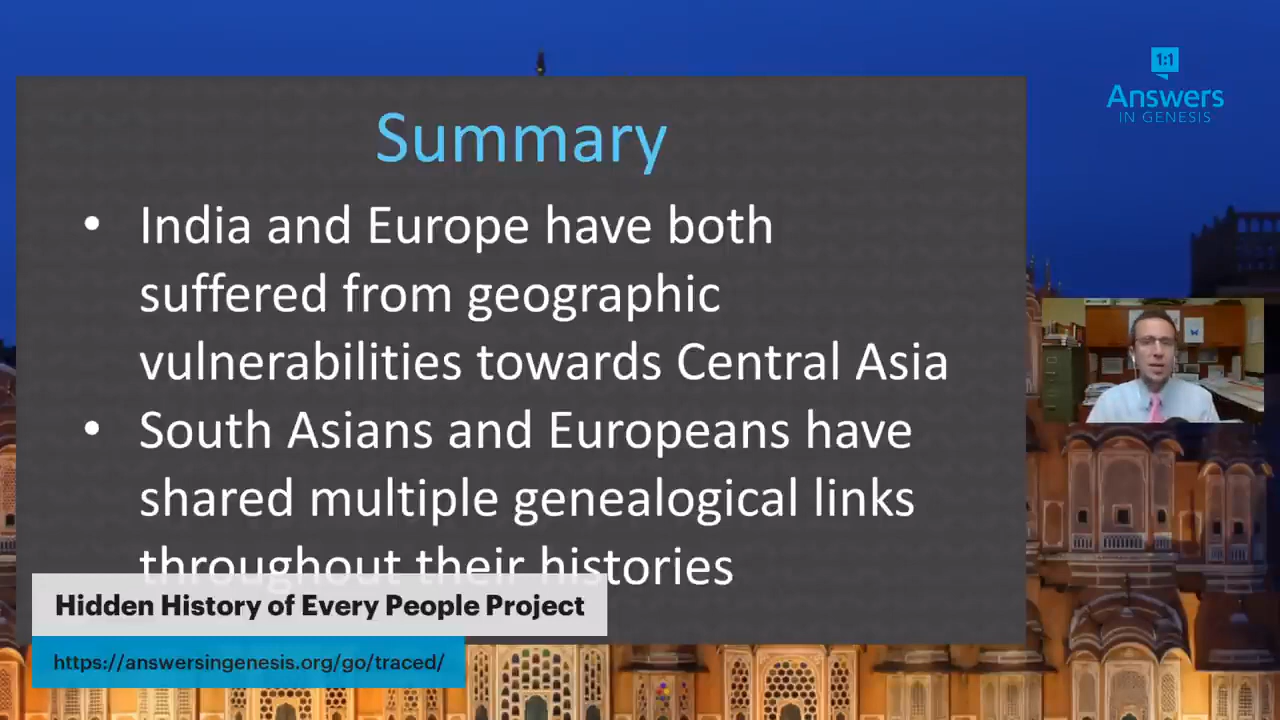 1:1
Answers
IN GENESIS
Summary
• India and Europe have both
suffered from geographic
vulnerabilities towards Central Asia
• South Asians and Europeans have
shared multiple genealogical links
throughout their histories
Hidden History of Every People Project
https://answersingenesis.org/go/traced/